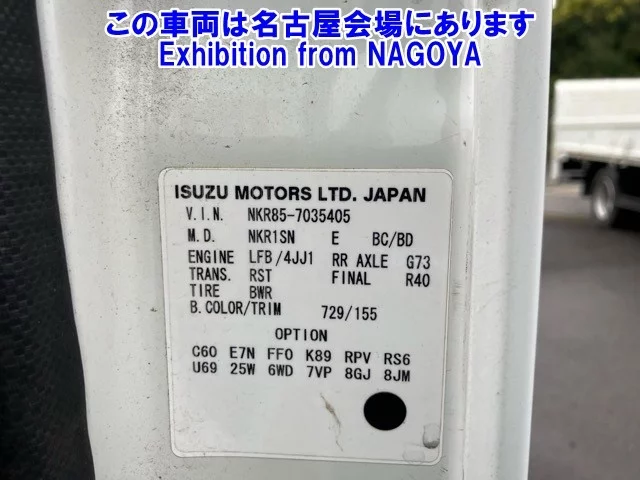 この車両は名古屋会場にあります
Exhibition from NAGOYA
ISUZU MOTORS LTD. JAPAN
V.I.N. NKR85-7035405
M.D. NKR1SN E BC/BD
ENGINE LFB/4JJ1 RR AXLE G73
TRANS. RST FINAL R40
TIRE BWR
B.COLOR/TRIM 729/155
OPTION
C60 E7N FF0 K89 RPV RS6
U69 25W 6WD 7VP 8GJ 8JM